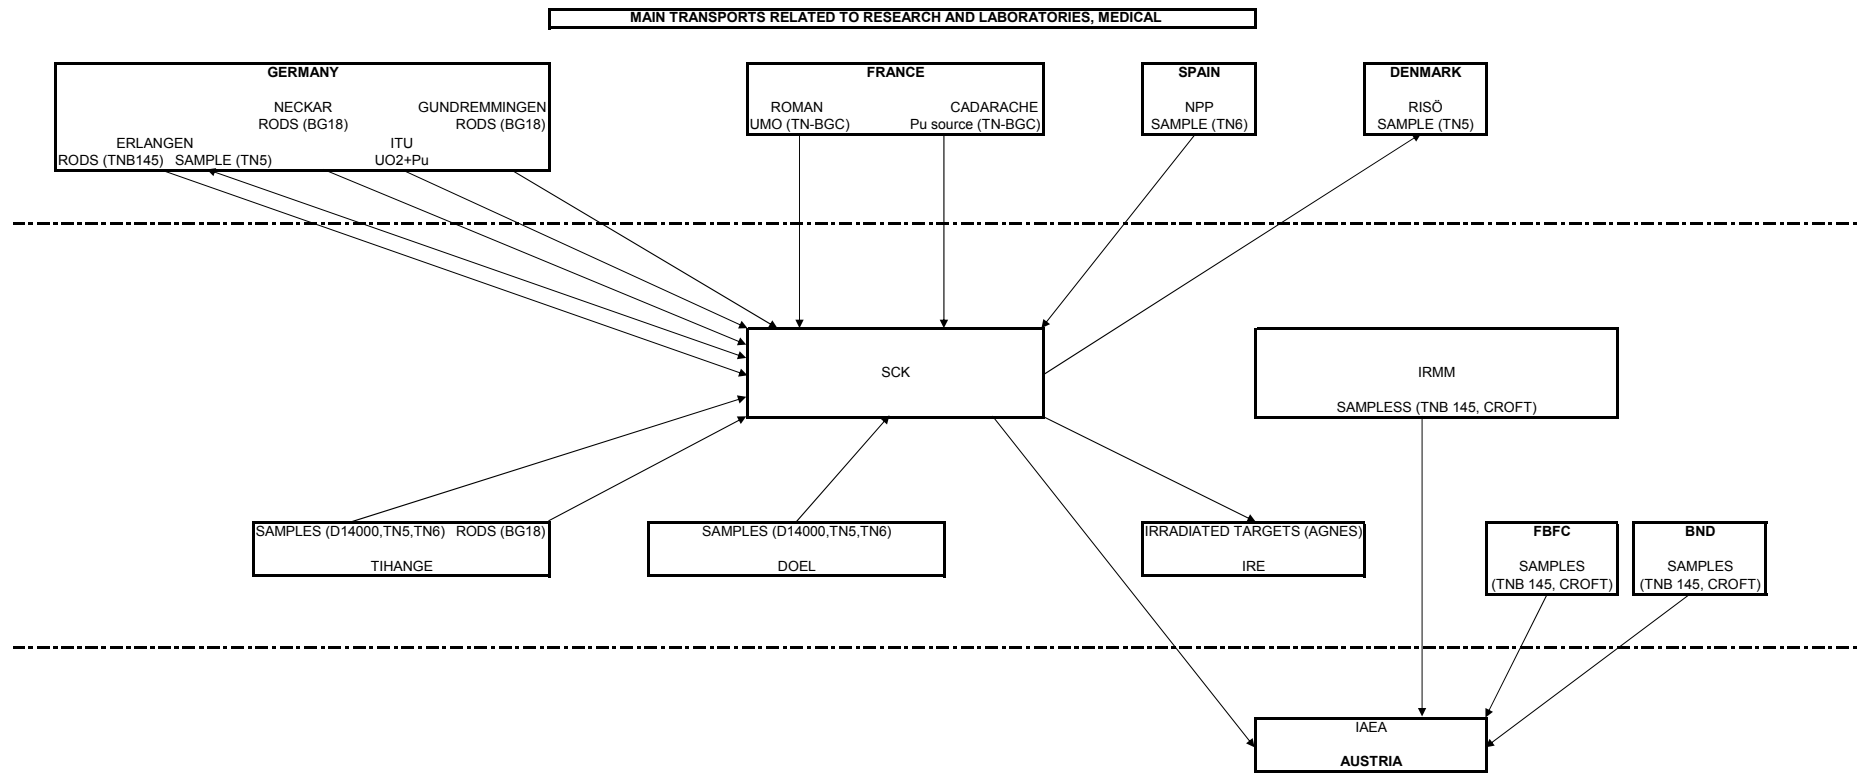 MAIN TRANSPORTS RELATED TO RESEARCH AND LABORATORIES, MEDICAL
GERMANY
NECKAR
RODS (BG18)
GUNDREMMINGEN
RODS (BG18)
ERLANGEN
RODS (TNB145) SAMPLE (TN5)
ITU
UO2+Pu
FRANCE
ROMAN
UMO (TN-BGC)
CADARACHE
Pu source (TN-BGC)
SPAIN
NPP
SAMPLE (TN6)
DENMARK
RISÖ
SAMPLE (TN5)
SCK
IRMM
SAMPLESS (TNB 145, CROFT)
SAMPLES (D14000,TN5,TN6) RODS (BG18)
TIHANGE
SAMPLES (D14000,TN5,TN6)
DOEL
IRRADIATED TARGETS (AGNES)
IRE
FBFC
SAMPLES
(TNB 145, CROFT)
BND
SAMPLES
(TNB 145, CROFT)
IAEA
AUSTRIA